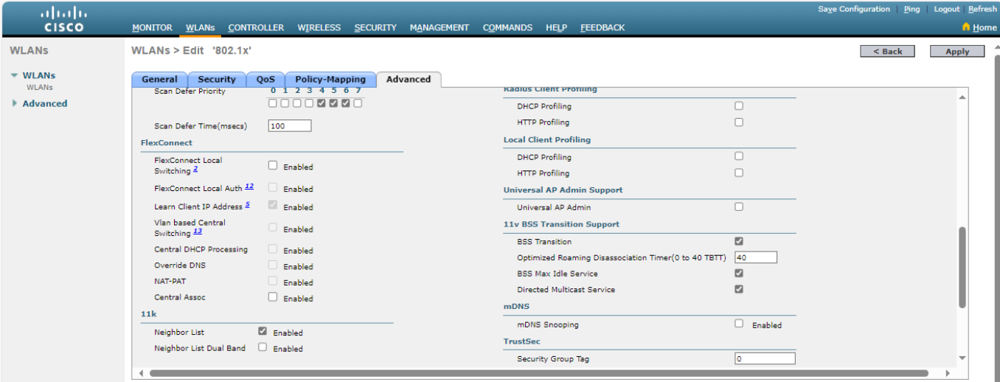 Save Configuration | Ping | Logout | Refresh
CISCO
MONITOR WLANs CONTROLLER WIRELESS SECURITY MANAGEMENT COMMANDS HELP FEEDBACK
Home
WLANs
WLANs
WLANs
Advanced
WLANs > Edit '802.1x'
< Back
Apply
General Security QoS Policy-Mapping Advanced
Scan Defer Priority
0 1 2 3 4 5 6 7
Scan Defer Time(msecs) 100
FlexConnect
FlexConnect Local
Switching 2 Enabled
FlexConnect Local Auth 12 Enabled
Learn Client IP Address 5 Enabled
Vlan based Central
Switching 13 Enabled
Central DHCP Processing Enabled
Override DNS Enabled
NAT-PAT Enabled
Central Assoc Enabled
11k
Neighbor List Enabled
Neighbor List Dual Band Enabled
Radius Client Profiling
DHCP Profiling
HTTP Profiling
Local Client Profiling
DHCP Profiling
HTTP Profiling
Universal AP Admin Support
Universal AP Admin
11v BSS Transition Support
BSS Transition
Optimized Roaming Disassociation Timer(0 to 40 TBTT) 40
BSS Max Idle Service
Directed Multicast Service
mDNS
mDNS Snooping Enabled
TrustSec
Security Group Tag 0